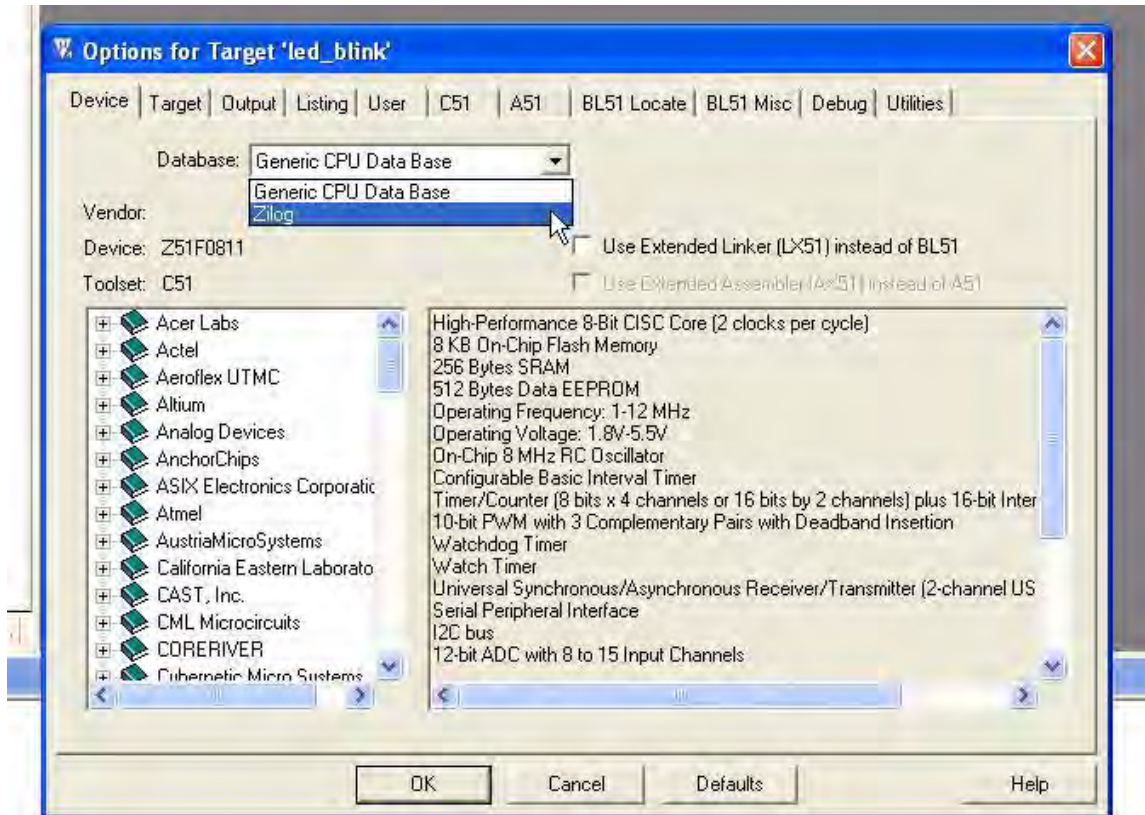 Options for Target 'led_blink'
Device Target Output Listing User C51 A51 BL51 Locate BL51 Misc Debug Utilities
Database: Generic CPU Data Base
Generic CPU Data Base
Zilog
Vendor:
Device: Z51F0811
Toolset: C51
Use Extended Linker (LX51) instead of BL51
Use Extended Assembler (AX51) instead of A51
Acer Labs
Actel
Aeroflex UTMC
Altium
Analog Devices
AnchorChips
ASIX Electronics Corporatic
Atmel
AustriaMicroSystems
California Eastern Laborato
CAST, Inc.
CML Microcircuits
CORERIVER
Cybernetic Micro Systems
High-Performance 8-Bit CISC Core (2 clocks per cycle)
8 KB On-Chip Flash Memory
256 Bytes SRAM
512 Bytes Data EEPROM
Operating Frequency: 1-12 MHz
Operating Voltage: 1.8V-5.5V
On-Chip 8 MHz RC Oscillator
Configurable Basic Interval Timer
Timer/Counter (8 bits x 4 channels or 16 bits by 2 channels) plus 16-bit Inter
10-bit PWM with 3 Complementary Pairs with Deadband Insertion
Watchdog Timer
Watch Timer
Universal Synchronous/Asynchronous Receiver/Transmitter (2-channel US
Serial Peripheral Interface
I2C bus
12-bit ADC with 8 to 15 Input Channels
OK Cancel Defaults Help